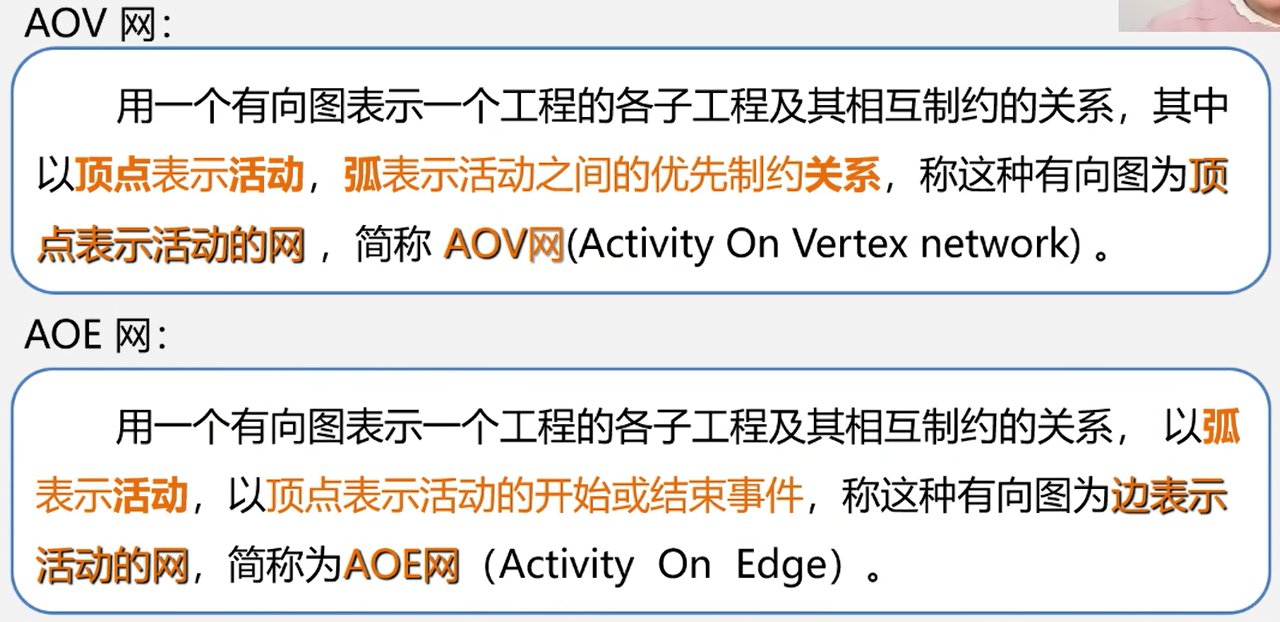 AOV 网：
用一个有向图表示一个工程的各子工程及其相互制约的关系，其中
以顶点表示活动，弧表示活动之间的优先制约关系，称这种有向图为顶
点表示活动的网 ，简称 AOV网(Activity On Vertex network) 。
AOE 网：
用一个有向图表示一个工程的各子工程及其相互制约的关系， 以弧
表示活动，以顶点表示活动的开始或结束事件，称这种有向图为边表示
活动的网，简称为AOE网（Activity On Edge）。